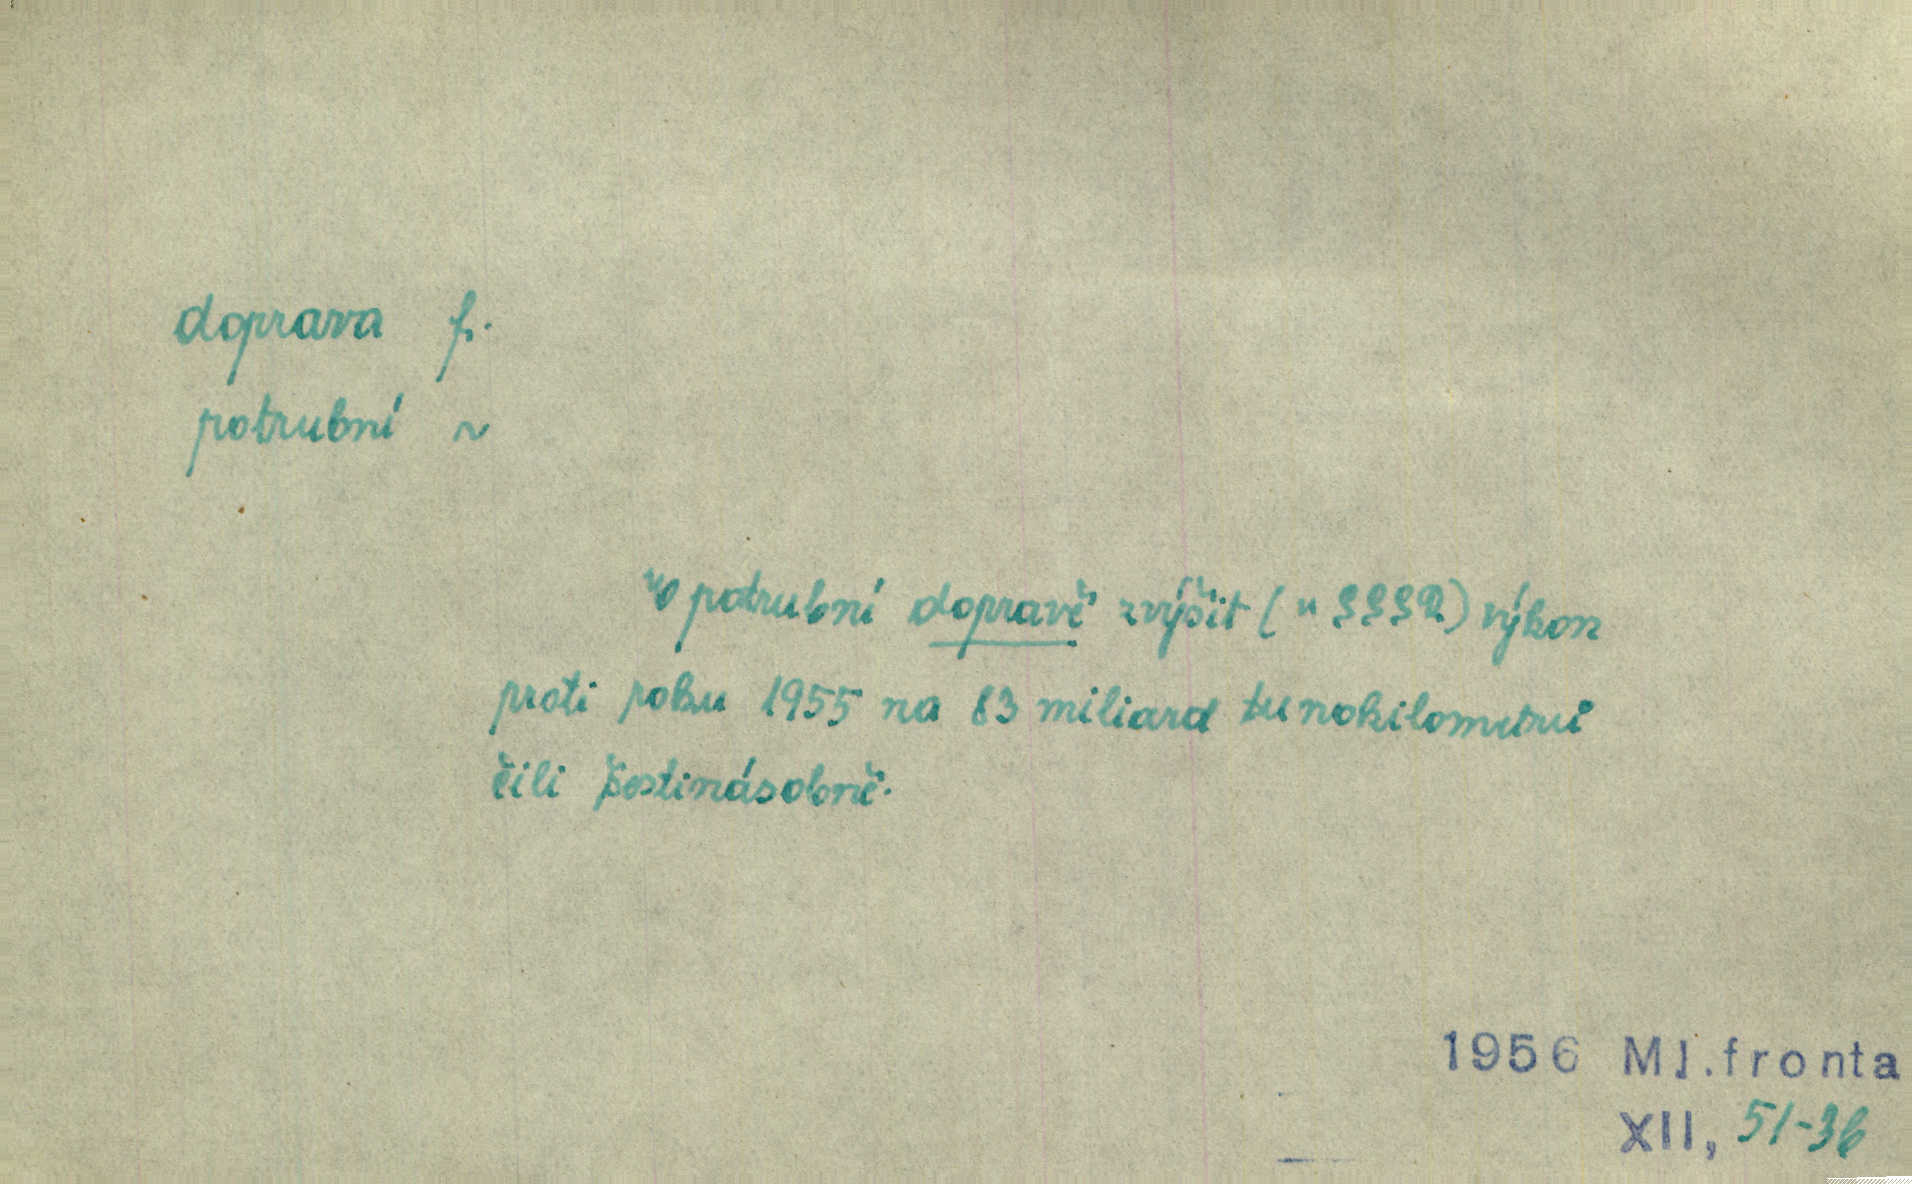 doprava f.
potrubní ~
V potrubní dopravě zvýšit (v SSSR) výkon
proti roku 1955 na 83 miliard tunokilometrů
čili šestinásobně.
1956 Ml.fronta
XII, 51-3b